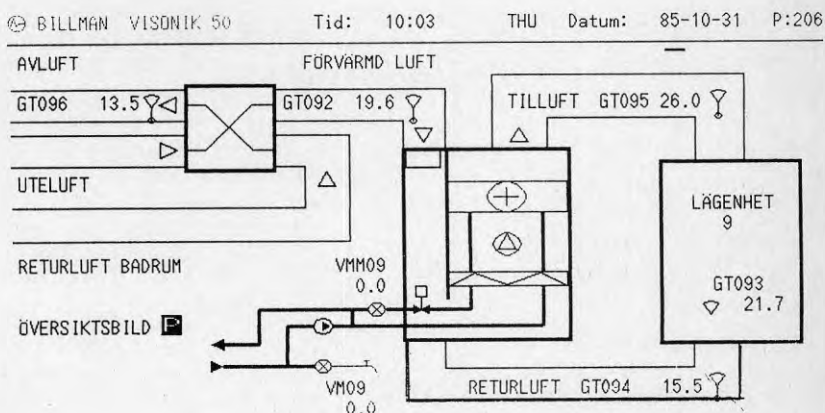 BILLMAN VISONIK 50 Tid: 10:03 THU Datum: 85-10-31 P:206
AVLUFT FÖRVÄRMD LUFT
GT096 13.5 GT092 19.6 TILLUFT GT095 26.0
UTELUFT
LÄGENHET
9
RETURLUFT BADRUM
VMM09
0.0
GT093
21.7
ÖVERSIKTSBILD P
VM09
0.0
RETURLUFT GT094 15.5